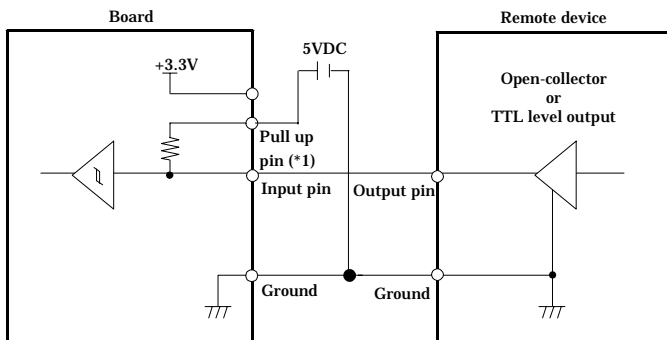 Board
Remote device
5VDC
+3.3V
Open-collector
or
TTL level output
Pull up
pin (*1)
Input pin
Output pin
Ground
Ground